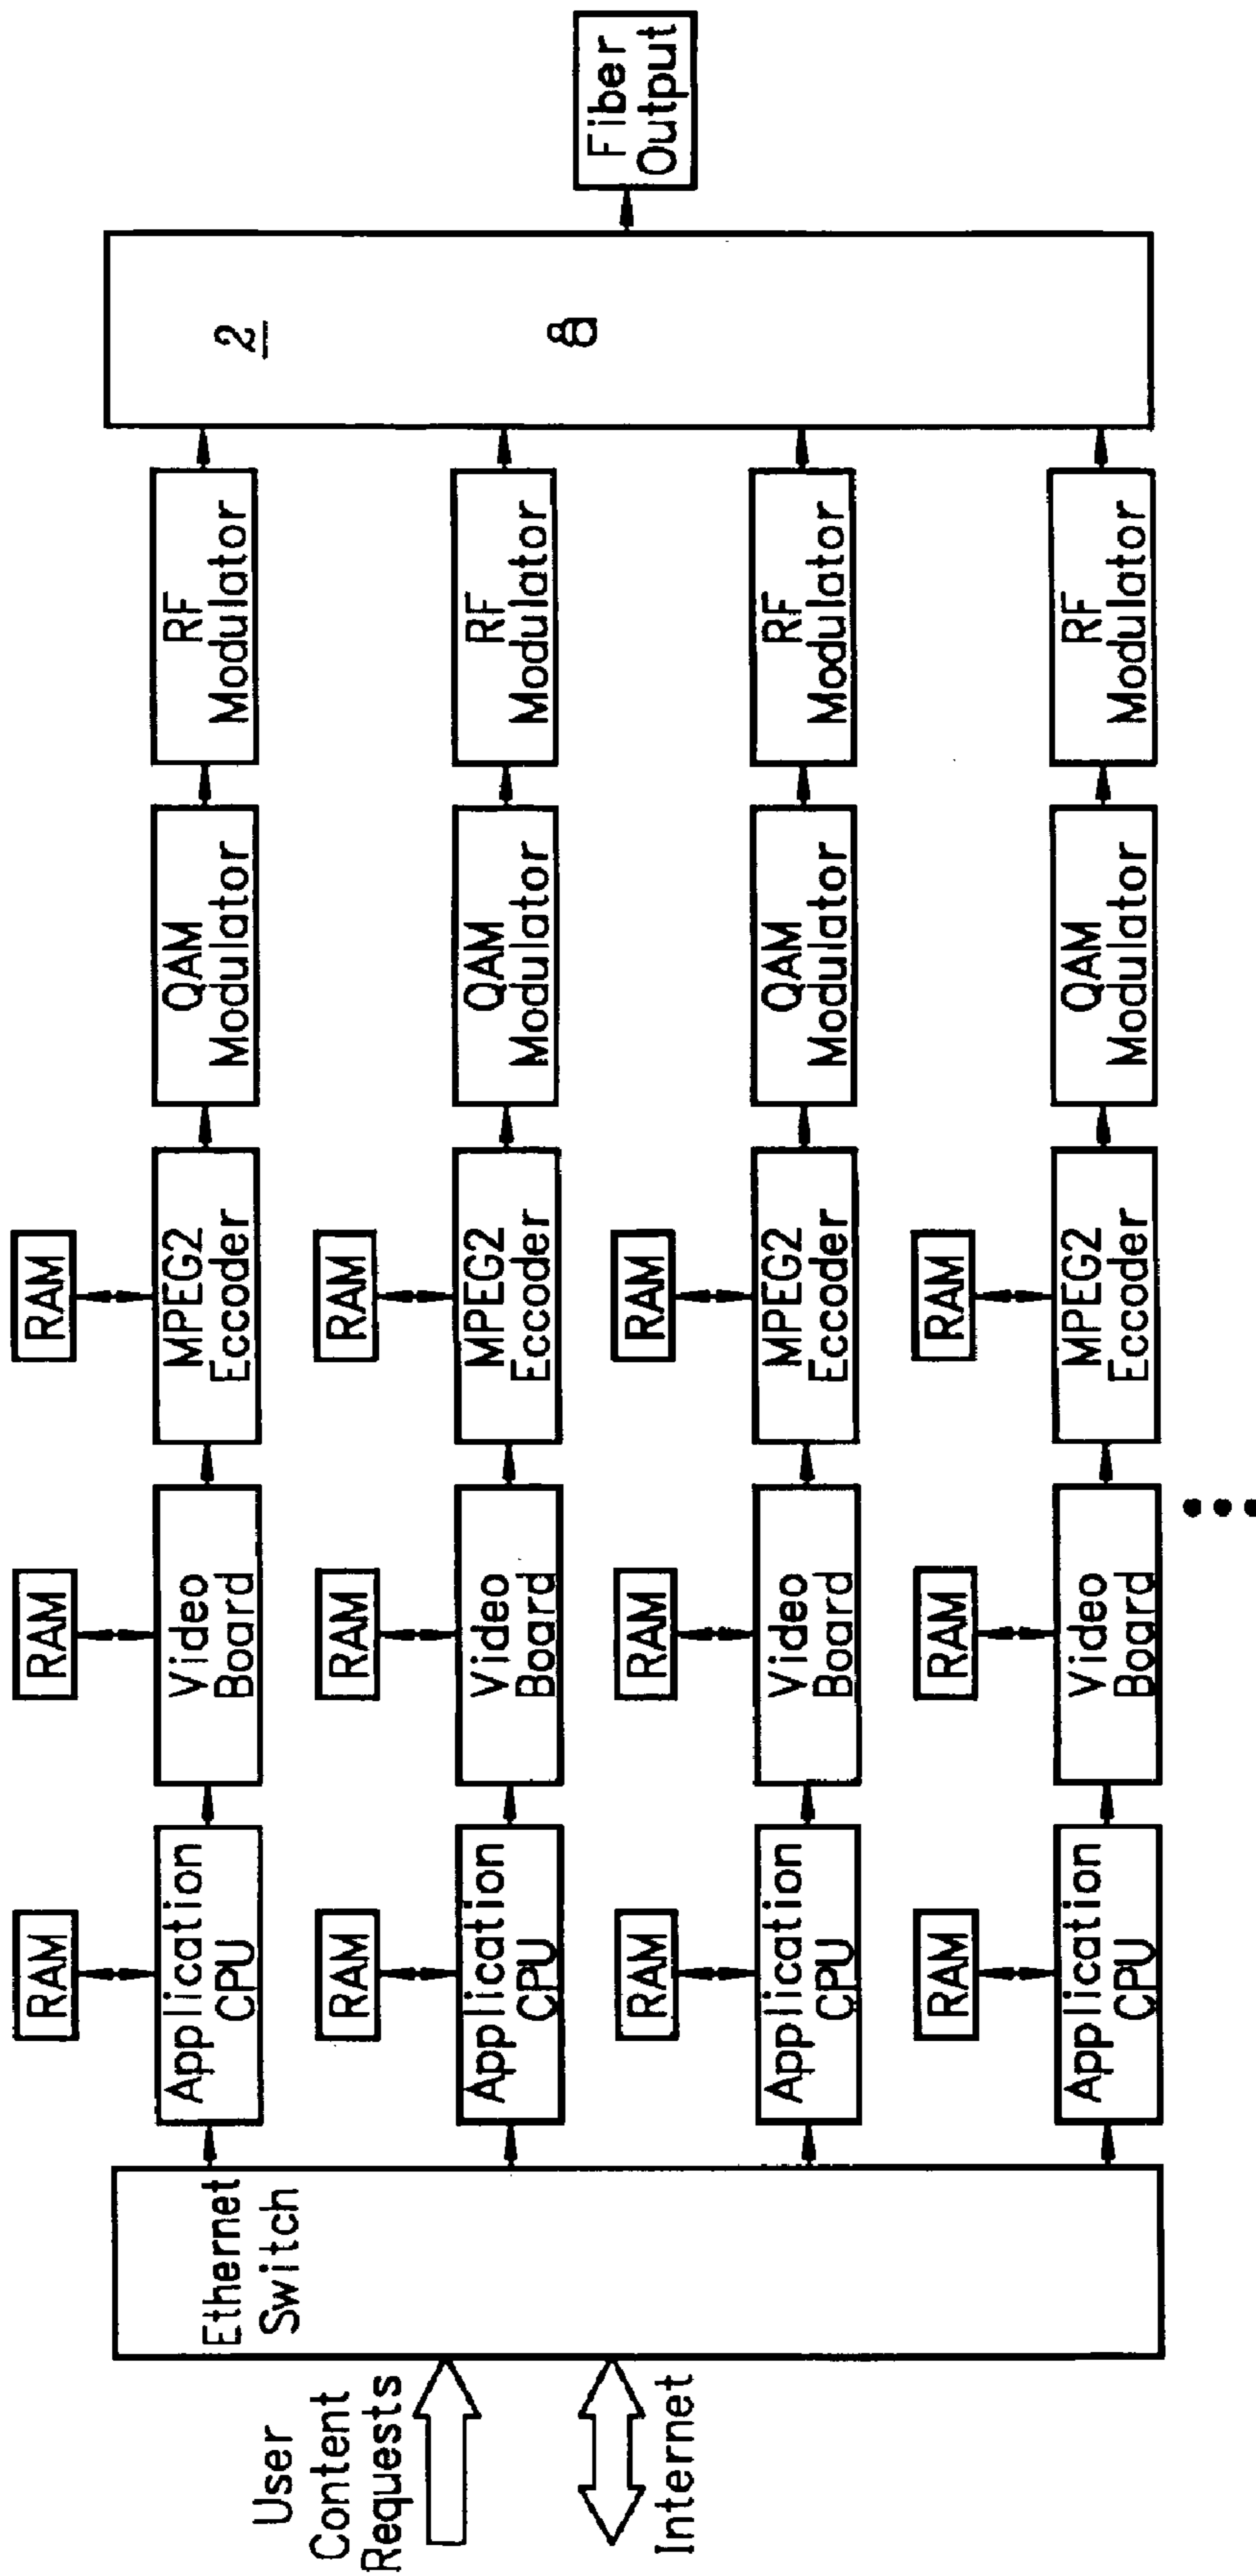 Ethernet
Switch
User
Content
Requests
Internet
RAM
RAM
RAM
Application
CPU
Video
Board
MPEG2
Eccoder
QAM
Modulator
RF
Modulator
RAM
RAM
RAM
Application
CPU
Video
Board
MPEG2
Eccoder
QAM
Modulator
RF
Modulator
RAM
RAM
RAM
Application
CPU
Video
Board
MPEG2
Eccoder
QAM
Modulator
RF
Modulator
RAM
RAM
RAM
Application
CPU
Video
Board
MPEG2
Eccoder
QAM
Modulator
RF
Modulator
2
Fiber
Output